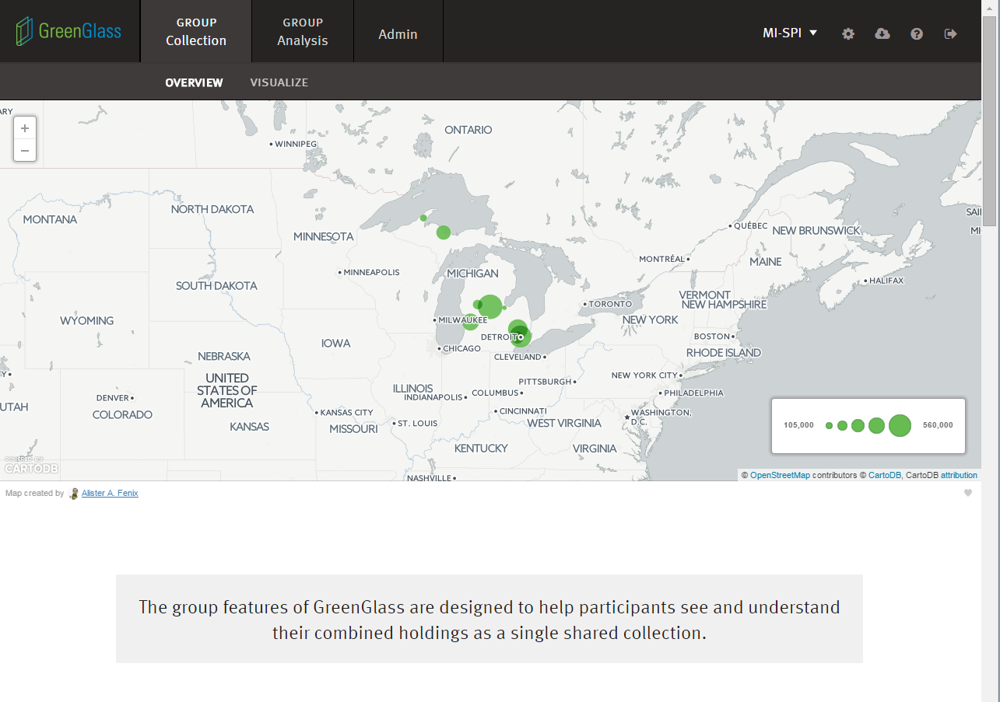 GreenGlass
GROUP
Collection
GROUP
Analysis
Admin
MI-SPI
OVERVIEW
VISUALIZE
ARY
+
−
WINNIPEG
ONTARIO
MONTANA
NORTH DAKOTA
MINNESOTA
QUÉBEC
NEW BRUNSWICK
SAI
MI
MONTRÉAL
MAINE
MINNEAPOLIS
MICHIGAN
HALIFAX
SOUTH DAKOTA
VERMONT
NEW HAMPSHIRE
TORONTO
WYOMING
MILWAUKEE
NEW YORK
IOWA
DETROIT
BOSTON
CHICAGO
CLEVELAND
RHODE ISLAND
NEBRASKA
Y
UNITED
STATES OF
AMERICA
ILLINOIS
INDIANAPOLIS
COLUMBUS
PITTSBURGH
NEW YORK CITY
PHILADELPHIA
UTAH
DENVER
COLORADO
KANSAS CITY
CINCINNATI
WASHINGTON,
D.C.
KANSAS
MISSOURI
ST. LOUIS
WEST VIRGINIA
105,000
560,000
KENTUCKY
VIRGINIA
POWERED BY
CARTODB
NASHVILLE
© OpenStreetMap contributors © CartoDB, CartoDB attribution
Map created by Alister A. Fenix
The group features of GreenGlass are designed to help participants see and understand
their combined holdings as a single shared collection.